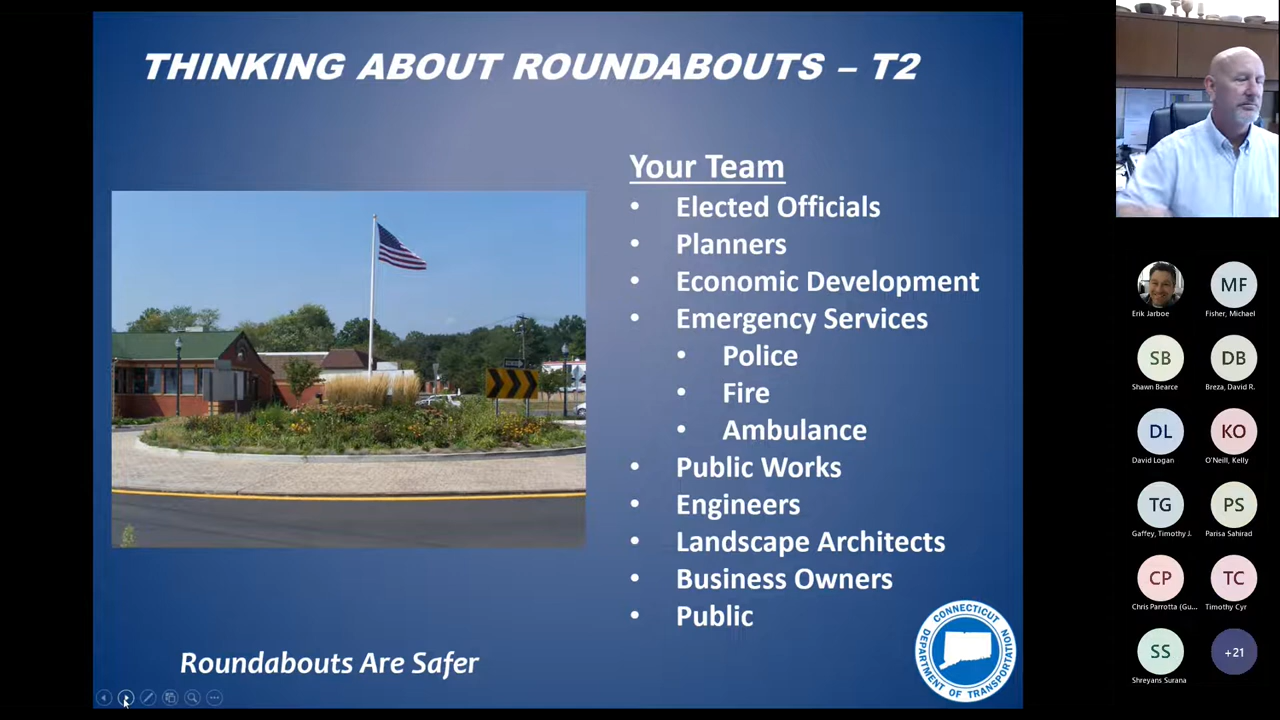 THINKING ABOUT ROUNDABOUTS – T2
Your Team
• Elected Officials
• Planners
• Economic Development
• Emergency Services
• Police
• Fire
• Ambulance
• Public Works
• Engineers
• Landscape Architects
• Business Owners
• Public
Roundabouts Are Safer
CONNECTICUT
DEPARTMENT OF TRANSPORTATION
Erik Jarboe
MF
Fisher, Michael
SB
Shawn Bearce
DB
Breza, David R.
DL
David Logan
KO
O'Neill, Kelly
TG
Gaffey, Timothy J.
PS
Parisa Sahirad
CP
Chris Parrotta (Gu...
TC
Timothy Cyr
SS
Shreyans Surana
+21